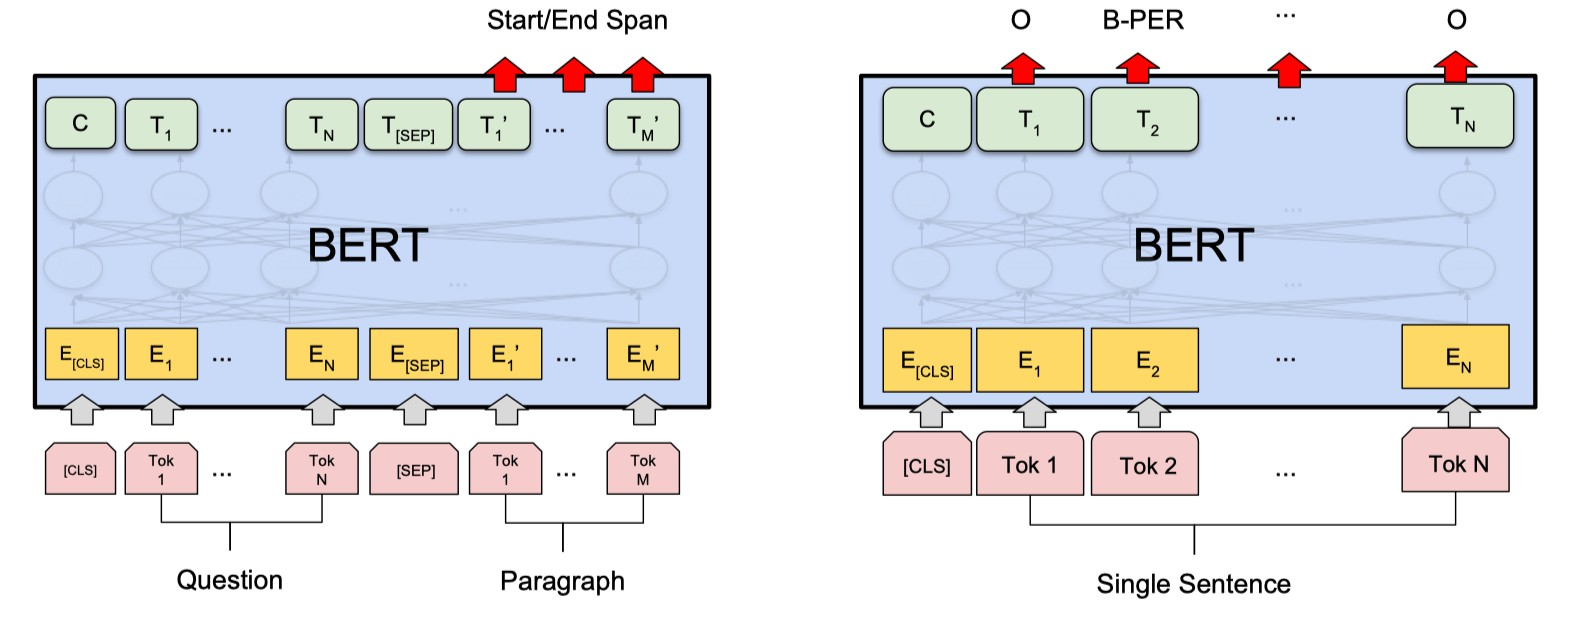 Start/End Span
C T1 ... TN T[SEP] T1’ ... TM’
...
BERT
...
E[CLS] E1 ... EN E[SEP] E1’ ... EM’
[CLS] Tok 1 ... Tok N [SEP] Tok 1 ... Tok M
Question Paragraph
O B-PER ... O
C T1 T2 ... TN
...
BERT
...
E[CLS] E1 E2 ... EN
[CLS] Tok 1 Tok 2 ... Tok N
Single Sentence